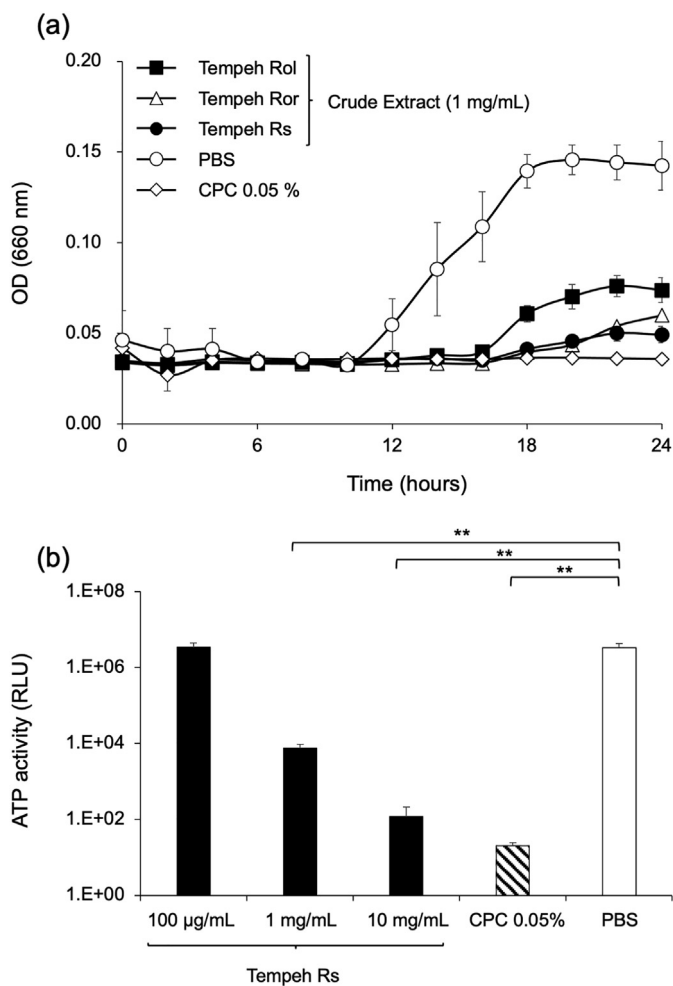 (a)
0.20
0.15
0.10
0.05
0.00
OD (660 nm)
Tempeh Rol
Tempeh Ror
Tempeh Rs
Crude Extract (1 mg/mL)
PBS
CPC 0.05 %
0 6 12 18 24
Time (hours)
(b)
**
**
**
1.E+08
1.E+06
1.E+04
1.E+02
1.E+00
ATP activity (RLU)
100 µg/mL 1 mg/mL 10 mg/mL CPC 0.05% PBS
Tempeh Rs